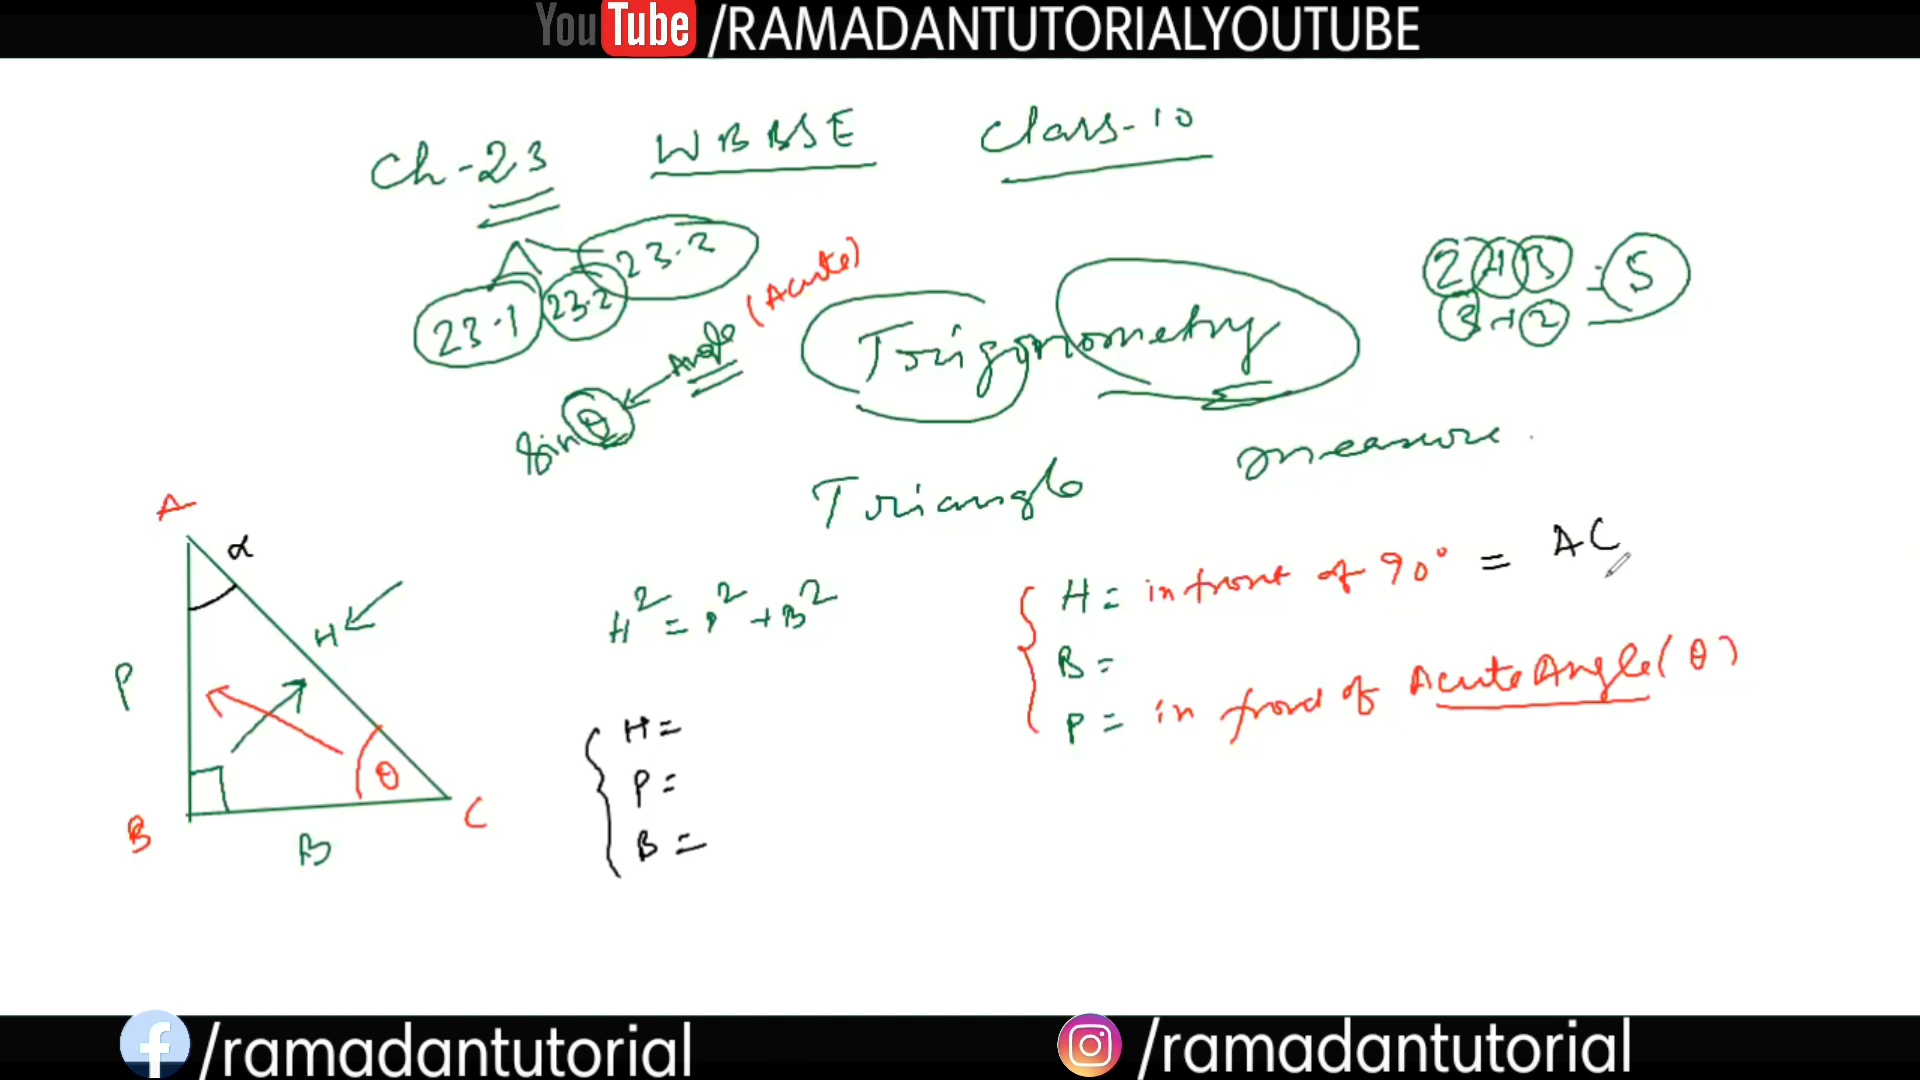 YouTube /RAMADANTUTORIALYOUTUBE
Ch-23 WBBSE Class-10
23.1 23.2 23.2
(Acute)
Angle
sin θ
Trigonometry
2+3 = 5
3+2
Triangle measure.
A
α
H
P
θ
B
C
B
H² = P² + B²
H =
P =
B =
H = in front of 90° = AC
B =
P = in front of Acute Angle (θ)
/ramadantutorial /ramadantutorial